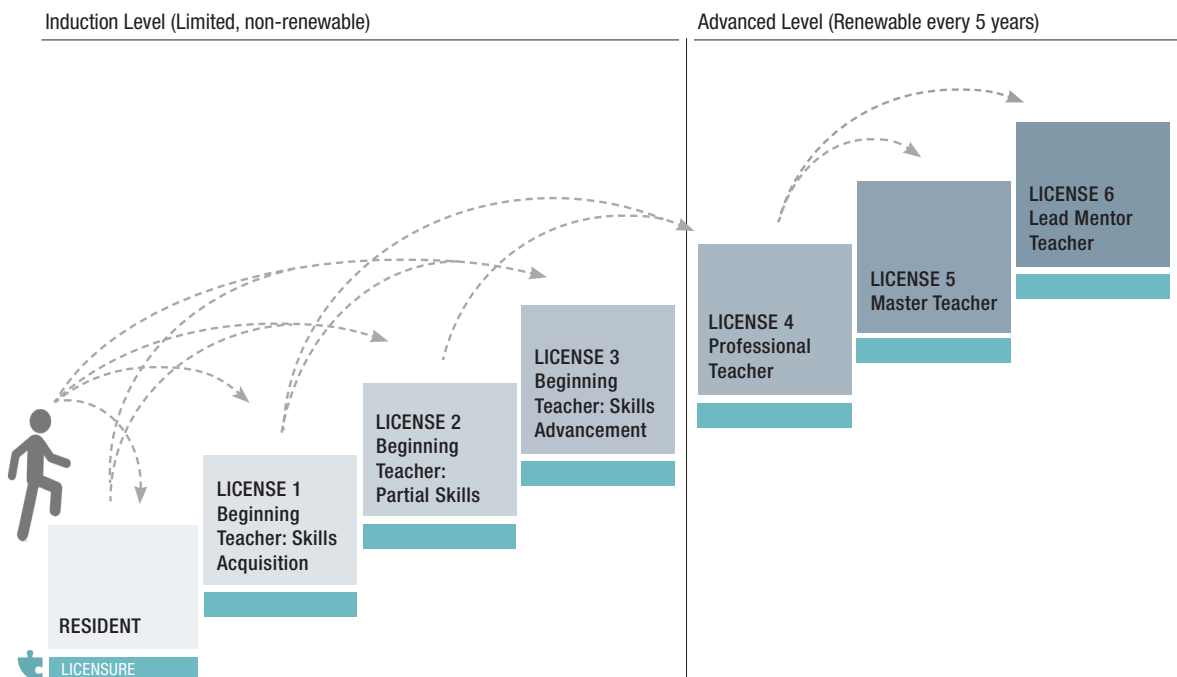 Induction Level (Limited, non-renewable)
Advanced Level (Renewable every 5 years)
RESIDENT
LICENSURE
LICENSE 1
Beginning
Teacher: Skills
Acquisition
LICENSE 2
Beginning
Teacher:
Partial Skills
LICENSE 3
Beginning
Teacher: Skills
Advancement
LICENSE 4
Professional
Teacher
LICENSE 5
Master Teacher
LICENSE 6
Lead Mentor
Teacher